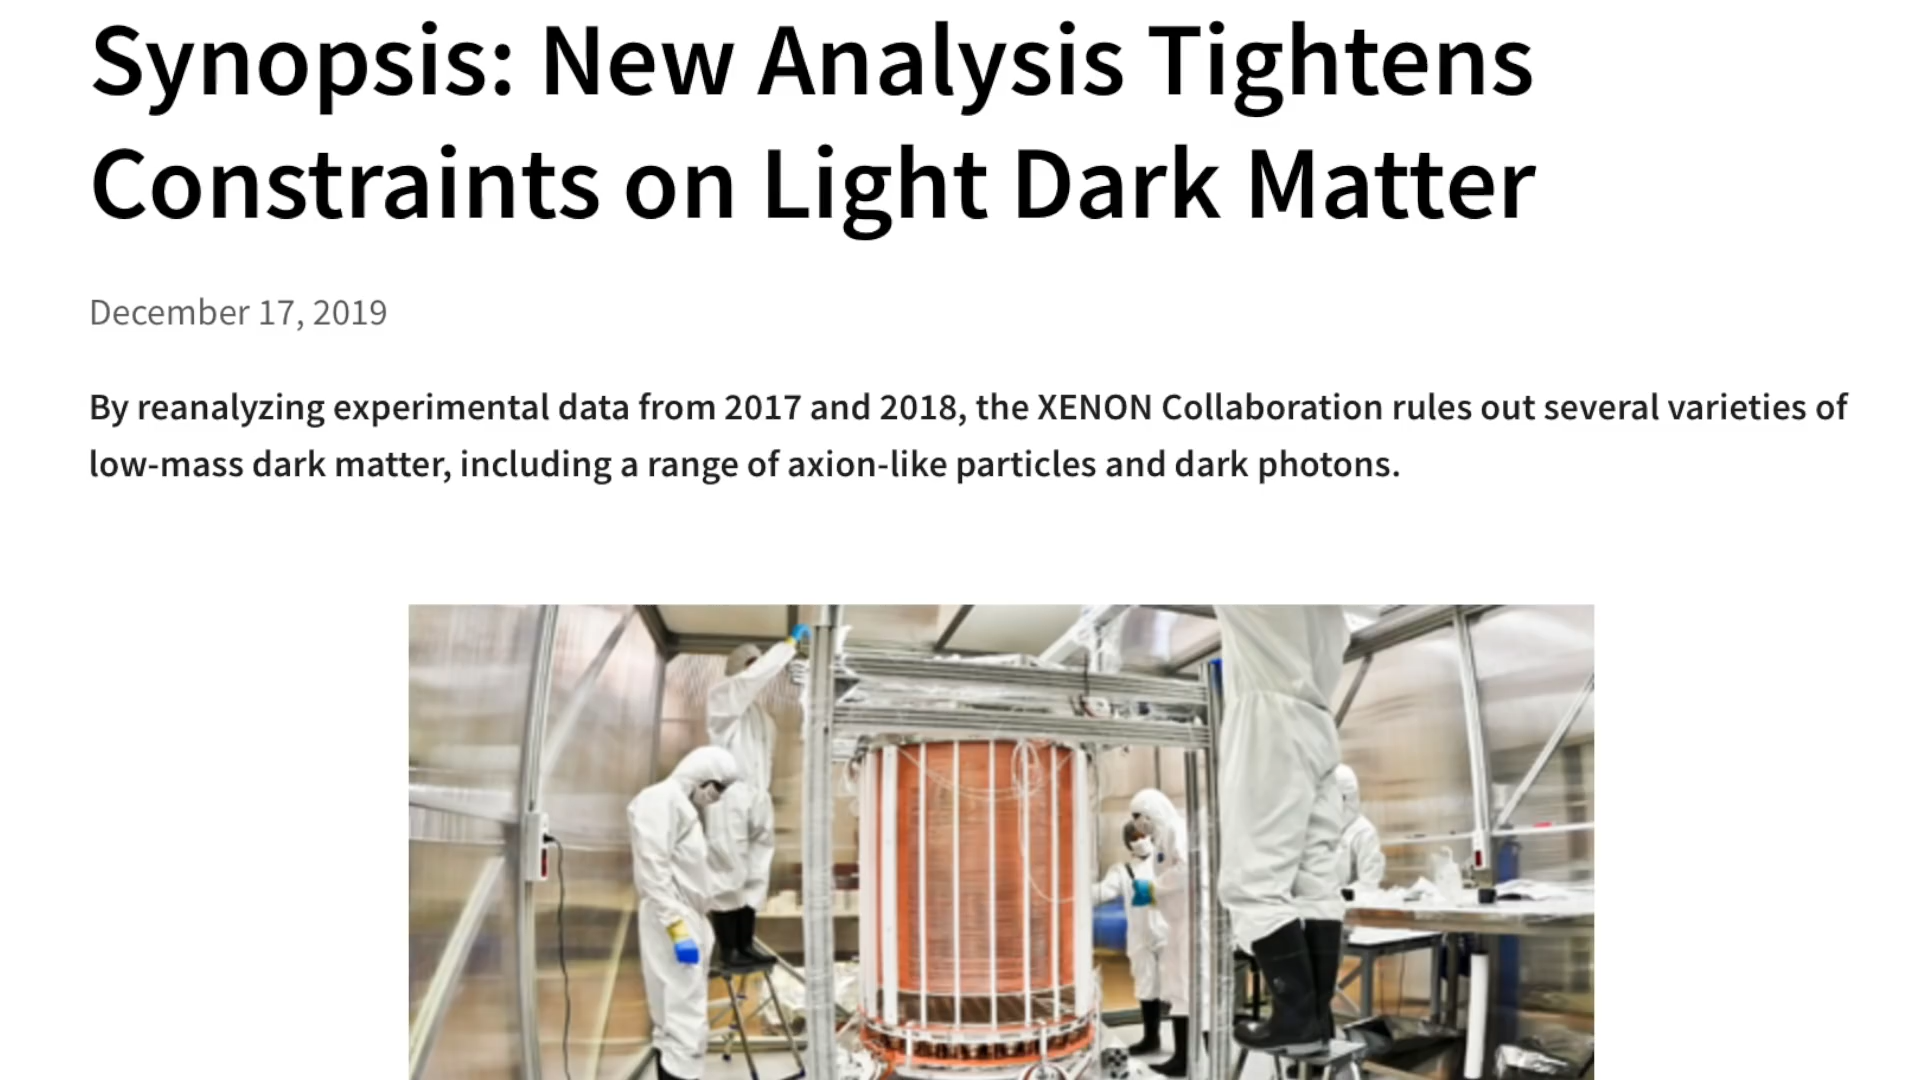 Synopsis: New Analysis Tightens
Constraints on Light Dark Matter
December 17, 2019
By reanalyzing experimental data from 2017 and 2018, the XENON Collaboration rules out several varieties of
low-mass dark matter, including a range of axion-like particles and dark photons.